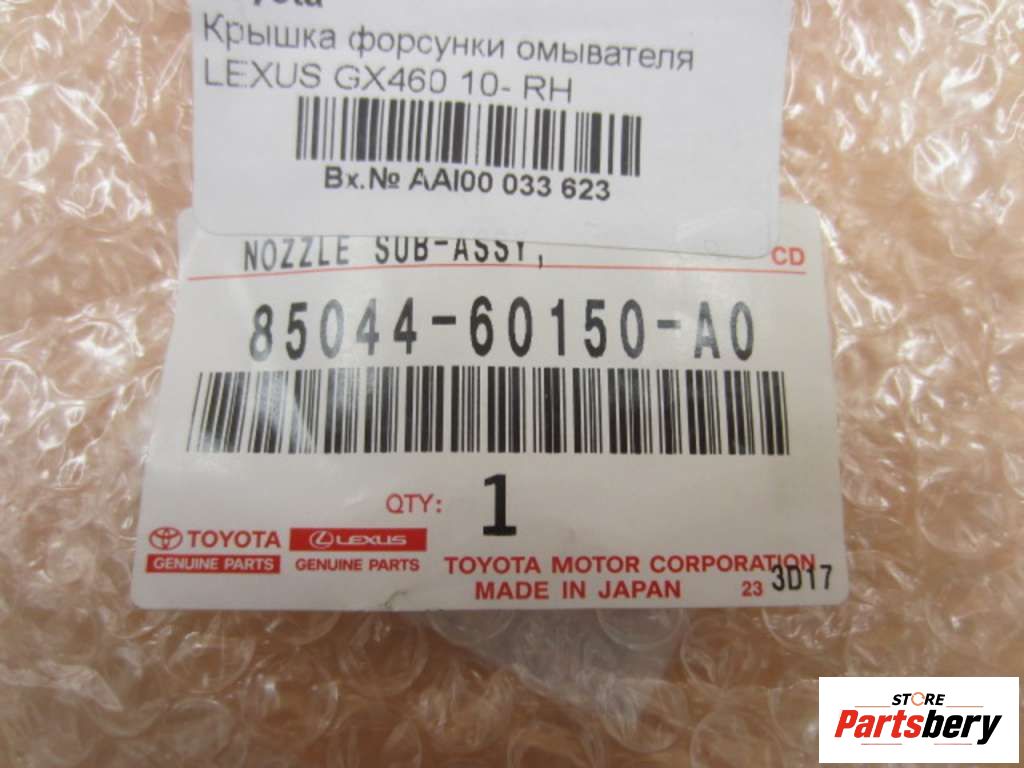 Крышка форсунки омывателя
LEXUS GX460 10- RH
Вх.№ AAI00 033 623
NOZZLE SUB-ASSY,
CD
85044-60150-A0
QTY: 1
TOYOTA
GENUINE PARTS
LEXUS
GENUINE PARTS
TOYOTA MOTOR CORPORATION
MADE IN JAPAN
23 3D17
STORE
Partsbery